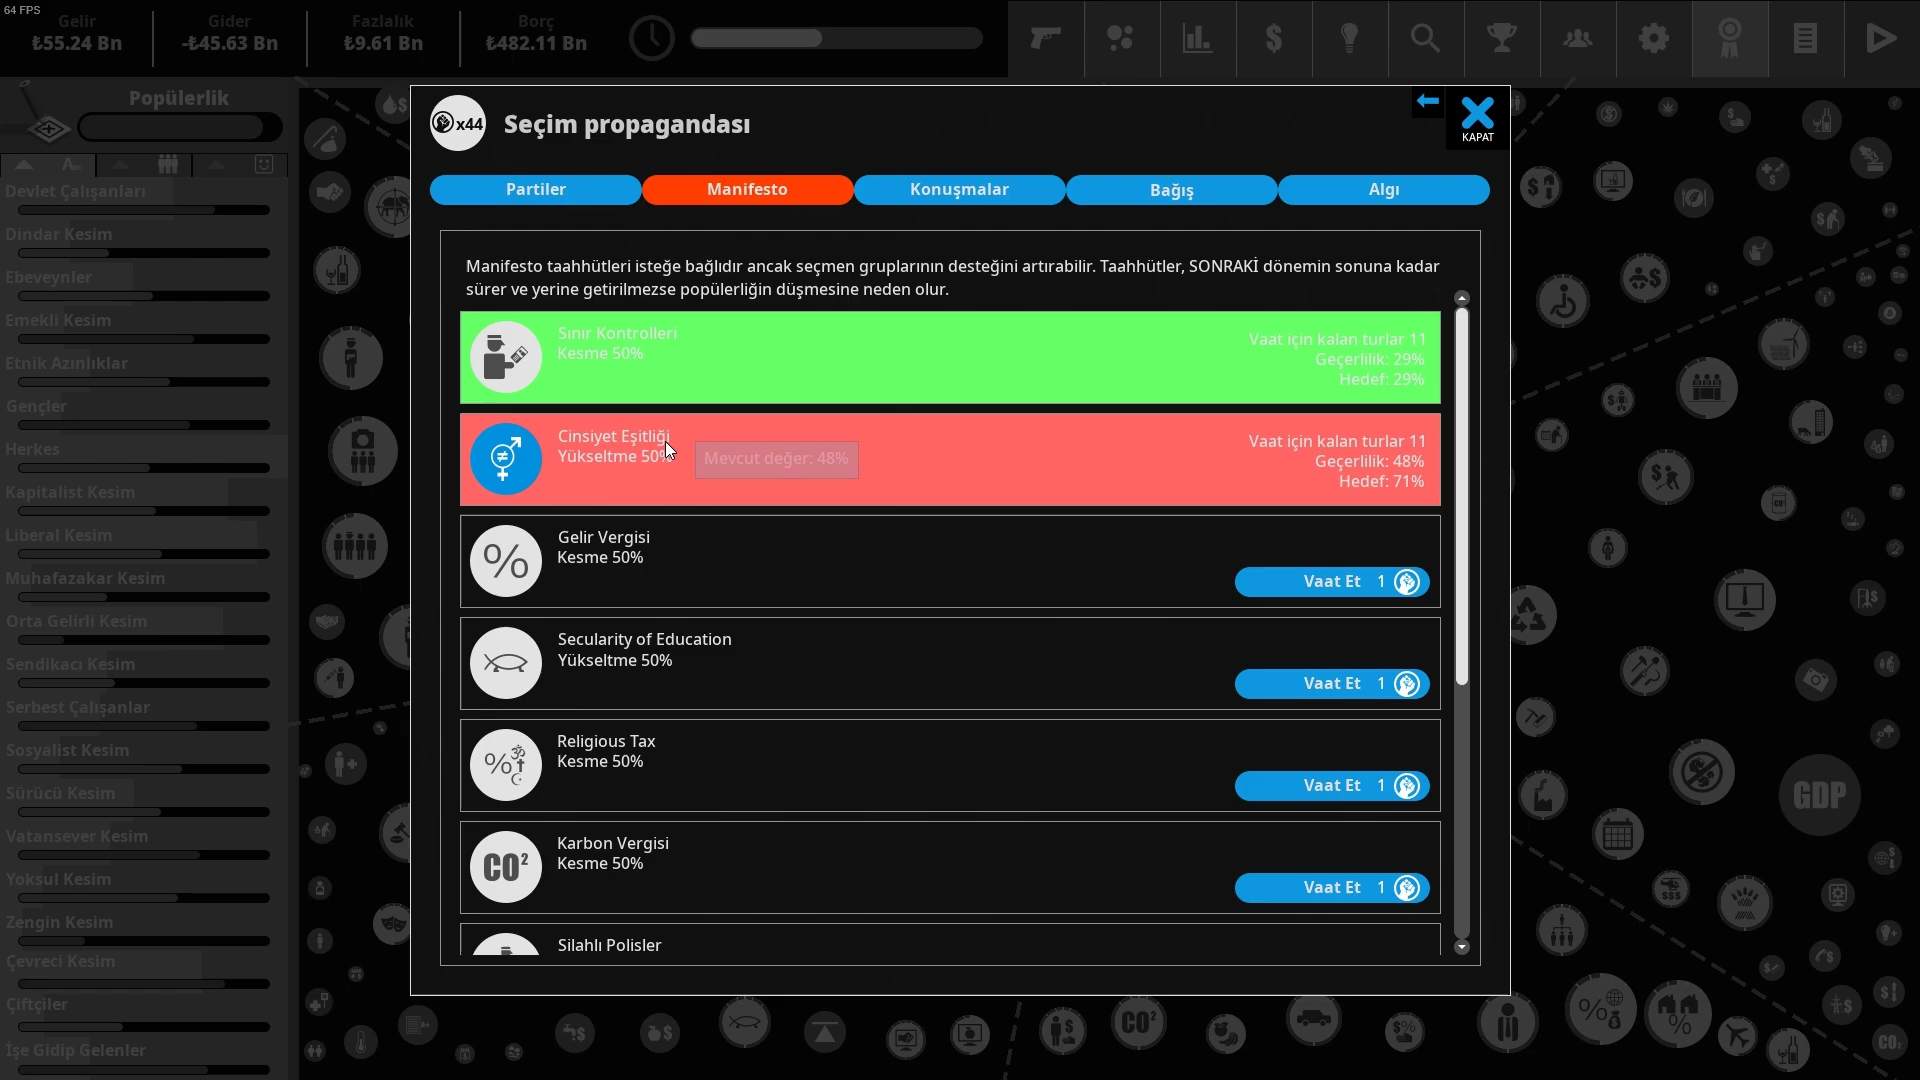 64 FPS
Gelir
₺55.24 Bn
Gider
-₺45.63 Bn
Fazlalık
₺9.61 Bn
Borç
₺482.11 Bn
Popülerlik
Devlet Çalışanları
Dindar Kesim
Ebeveynler
Emekli Kesim
Etnik Azınlıklar
Gençler
Herkes
Kapitalist Kesim
Liberal Kesim
Muhafazakar Kesim
Orta Gelirli Kesim
Sendikacı Kesim
Serbest Çalışanlar
Sosyalist Kesim
Sürücü Kesim
Vatansever Kesim
Yoksul Kesim
Zengin Kesim
Çevreci Kesim
Çiftçiler
İşe Gidip Gelenler
x44
Seçim propagandası
KAPAT
Partiler
Manifesto
Konuşmalar
Bağış
Algı
Manifesto taahhütleri isteğe bağlıdır ancak seçmen gruplarının desteğini artırabilir. Taahhütler, SONRAKİ dönemin sonuna kadar
sürer ve yerine getirilmezse popülerliğin düşmesine neden olur.
Sınır Kontrolleri
Kesme 50%
Vaat için kalan turlar 11
Geçerlilik: 29%
Hedef: 29%
Cinsiyet Eşitliği
Yükseltme 50%
Mevcut değer: 48%
Vaat için kalan turlar 11
Geçerlilik: 48%
Hedef: 71%
%
Gelir Vergisi
Kesme 50%
Vaat Et 1
Secularity of Education
Yükseltme 50%
Vaat Et 1
Religious Tax
Kesme 50%
Vaat Et 1
CO²
Karbon Vergisi
Kesme 50%
Vaat Et 1
Silahlı Polisler
GDP
CO²